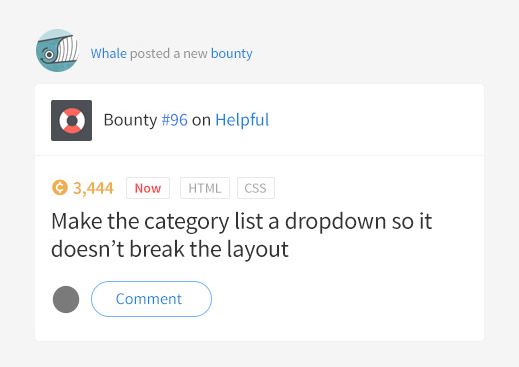 Whale posted a new bounty
Bounty #96 on Helpful
3,444 Now HTML CSS
Make the category list a dropdown so it
doesn’t break the layout
Comment